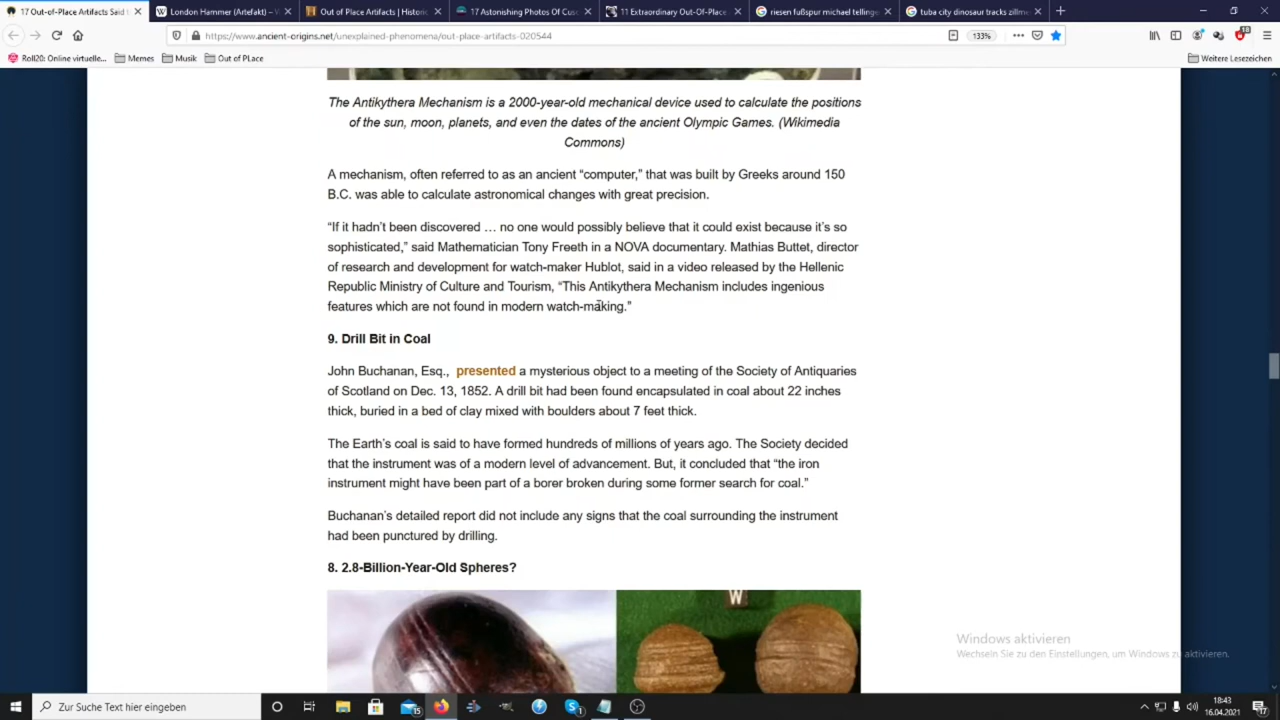 17 Out-of-Place Artifacts Said
London Hammer (Artefakt) –
Out of Place Artifacts | Historic
17 Astonishing Photos Of Cus
11 Extraordinary Out-Of-Place
riesen fußspur michael tellinge
tuba city dinosaur tracks zillme
https://www.ancient-origins.net/unexplained-phenomena/out-place-artifacts-020544
133%
Roll20: Online virtuelle...
Memes
Musik
Out of PLace
Weitere Lesezeichen
The Antikythera Mechanism is a 2000-year-old mechanical device used to calculate the positions
of the sun, moon, planets, and even the dates of the ancient Olympic Games. (Wikimedia
Commons)
A mechanism, often referred to as an ancient “computer,” that was built by Greeks around 150
B.C. was able to calculate astronomical changes with great precision.
“If it hadn’t been discovered … no one would possibly believe that it could exist because it’s so
sophisticated,” said Mathematician Tony Freeth in a NOVA documentary. Mathias Buttet, director
of research and development for watch-maker Hublot, said in a video released by the Hellenic
Republic Ministry of Culture and Tourism, “This Antikythera Mechanism includes ingenious
features which are not found in modern watch-making.”
9. Drill Bit in Coal
John Buchanan, Esq., presented a mysterious object to a meeting of the Society of Antiquaries
of Scotland on Dec. 13, 1852. A drill bit had been found encapsulated in coal about 22 inches
thick, buried in a bed of clay mixed with boulders about 7 feet thick.
The Earth’s coal is said to have formed hundreds of millions of years ago. The Society decided
that the instrument was of a modern level of advancement. But, it concluded that “the iron
instrument might have been part of a borer broken during some former search for coal.”
Buchanan’s detailed report did not include any signs that the coal surrounding the instrument
had been punctured by drilling.
8. 2.8-Billion-Year-Old Spheres?
W
Windows aktivieren
Wechseln Sie zu den Einstellungen, um Windows zu aktivieren.
Zur Suche Text hier eingeben
18:43
16.04.2021